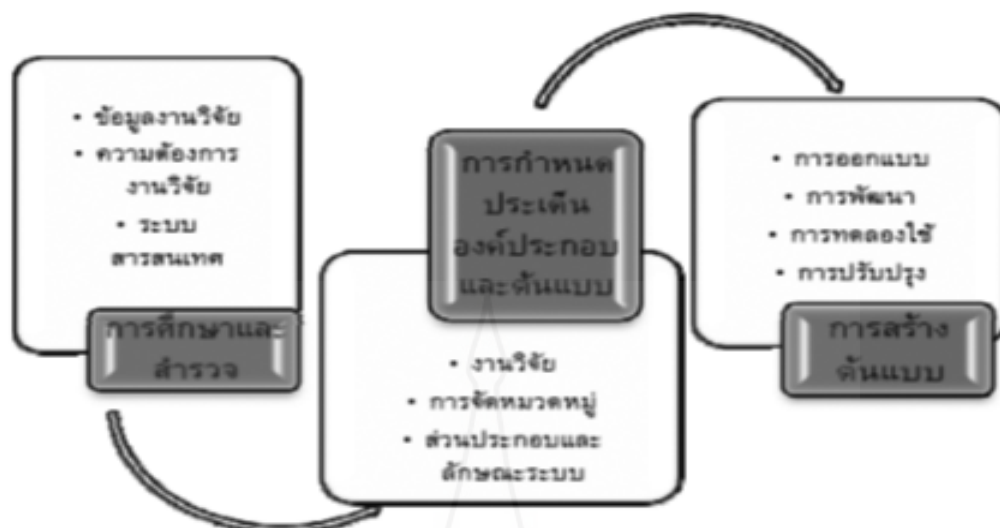 • ข้อมูลงานวิจัย
• ความต้องการ
งานวิจัย
• ระบบ
สารสนเทศ
การศึกษาและ
สำรวจ
การกำหนด
ประเด็น
องค์ประกอบ
และต้นแบบ
• งานวิจัย
• การจัดหมวดหมู่
• ส่วนประกอบและ
ลักษณะระบบ
• การออกแบบ
• การพัฒนา
• การทดลองใช้
• การปรับปรุง
การสร้าง
ต้นแบบ